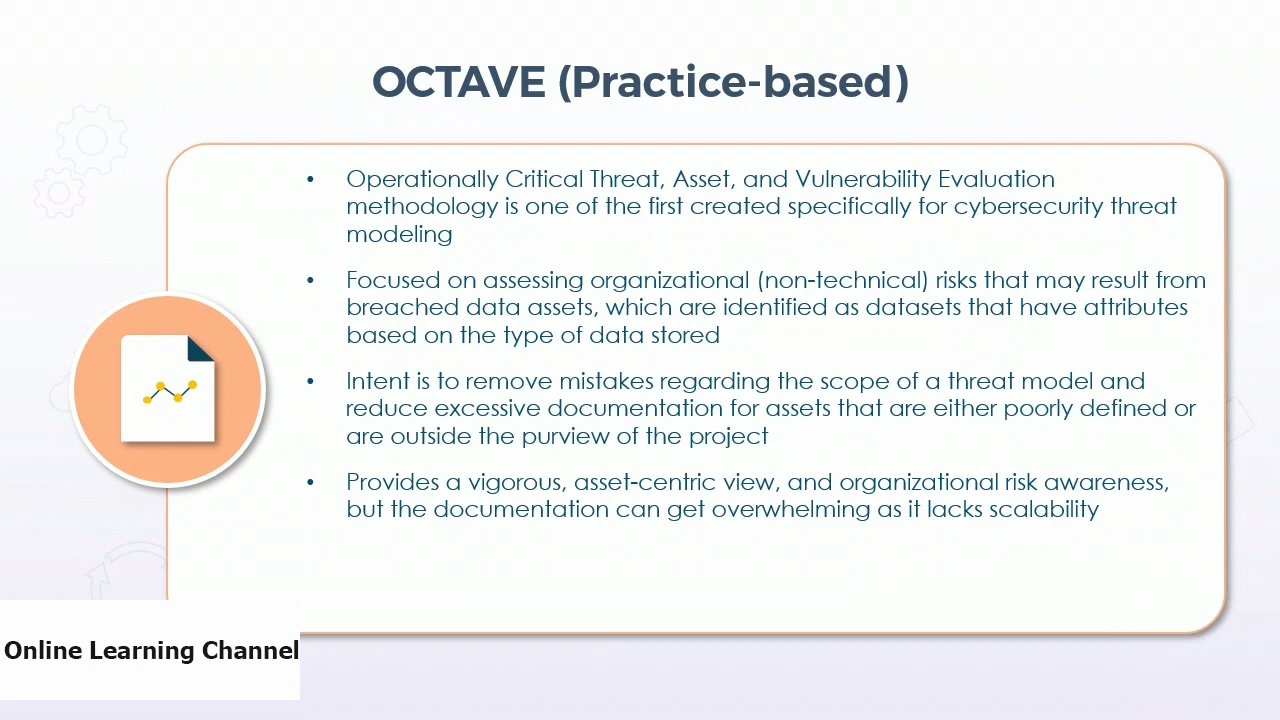 OCTAVE (Practice-based)
• Operationally Critical Threat, Asset, and Vulnerability Evaluation
methodology is one of the first created specifically for cybersecurity threat
modeling
• Focused on assessing organizational (non-technical) risks that may result from
breached data assets, which are identified as datasets that have attributes
based on the type of data stored
• Intent is to remove mistakes regarding the scope of a threat model and
reduce excessive documentation for assets that are either poorly defined or
are outside the purview of the project
• Provides a vigorous, asset-centric view, and organizational risk awareness,
but the documentation can get overwhelming as it lacks scalability
Online Learning Channel